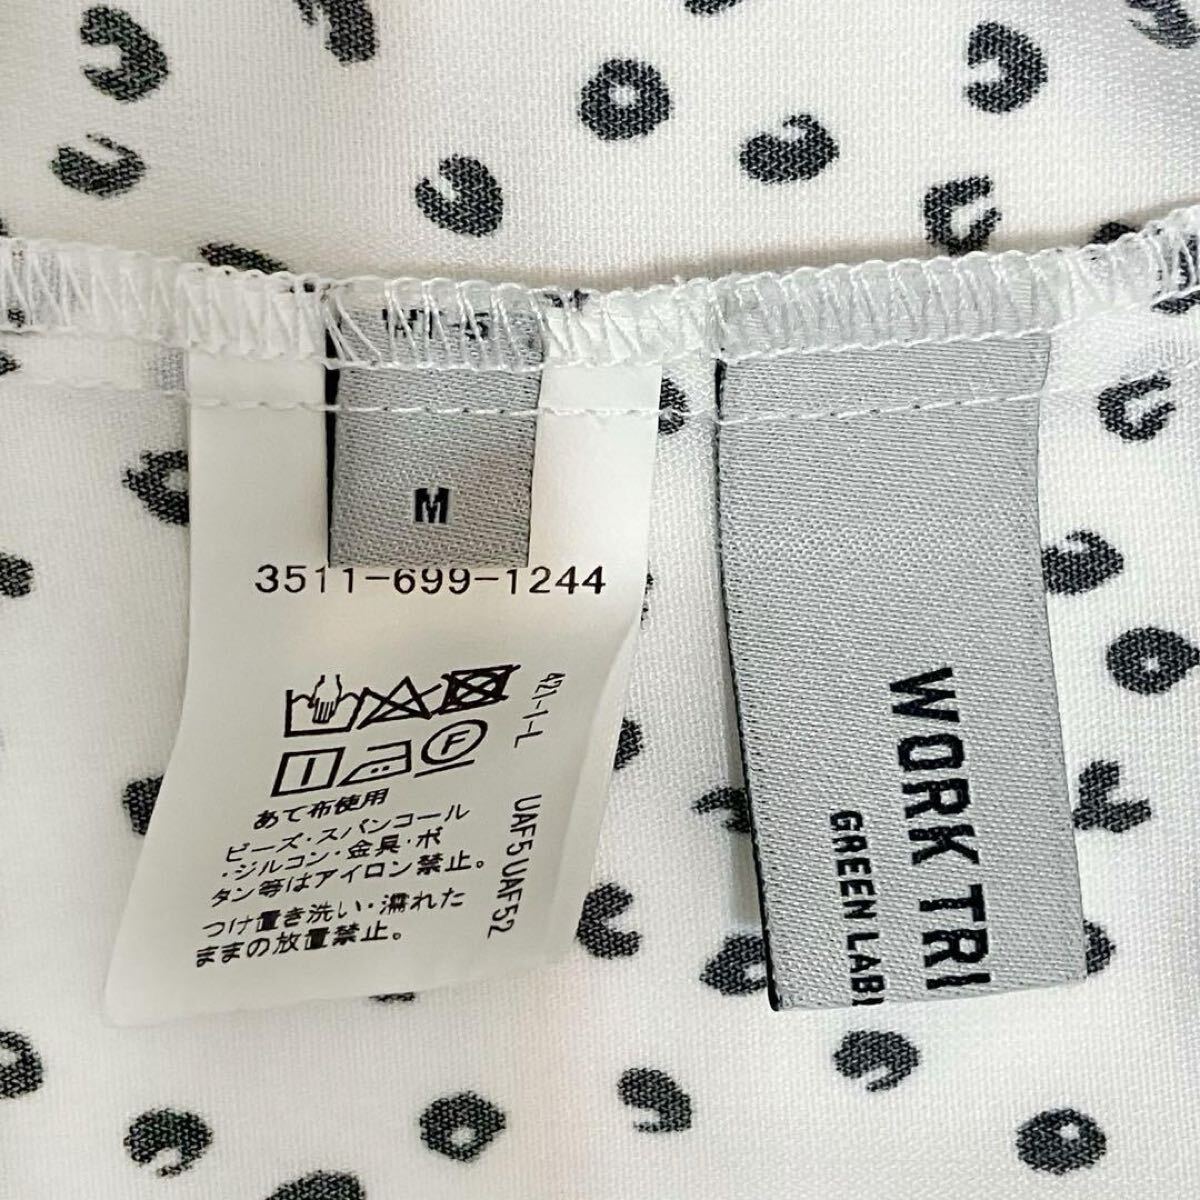 M
3511-699-1244
421-1-L
F
あて布使用
ビーズ・スパンコール
・ジルコン・金具・ボ
タン等はアイロン禁止。
つけ置き洗い・濡れた
ままの放置禁止。
UAF5 UAF52
WORK TRI
GREEN LAB